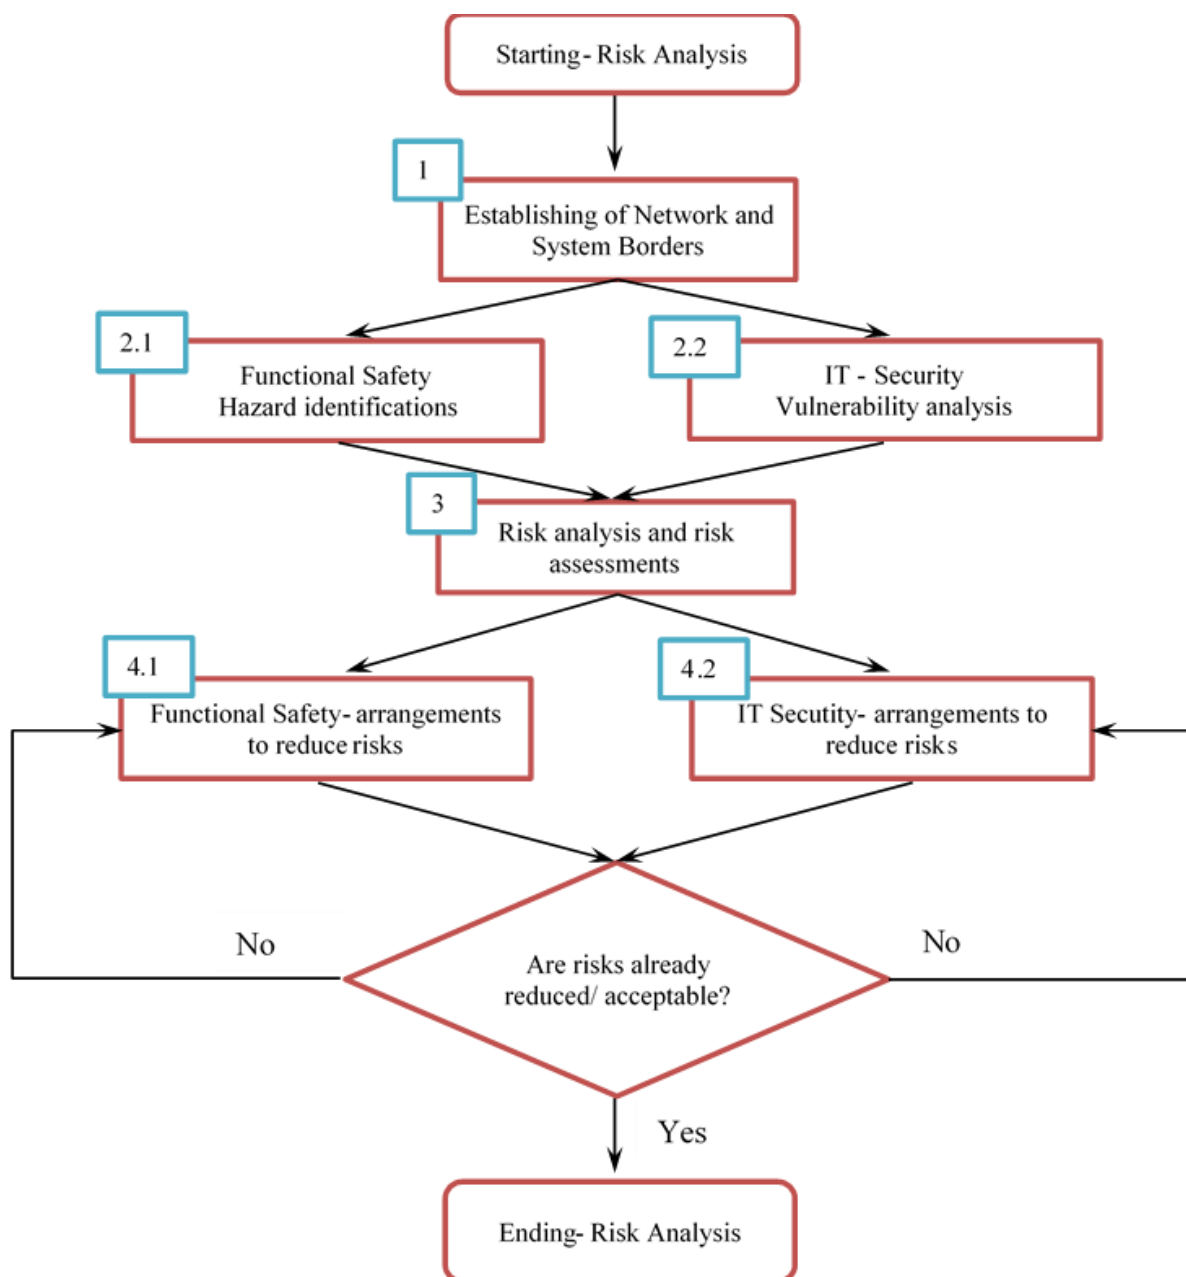 Starting- Risk Analysis
1
Establishing of Network and
System Borders
2.1
Functional Safety
Hazard identifications
2.2
IT - Security
Vulnerability analysis
3
Risk analysis and risk
assessments
4.1
Functional Safety- arrangements
to reduce risks
4.2
IT Secutity- arrangements to
reduce risks
No
Are risks already
reduced/ acceptable?
No
Yes
Ending- Risk Analysis